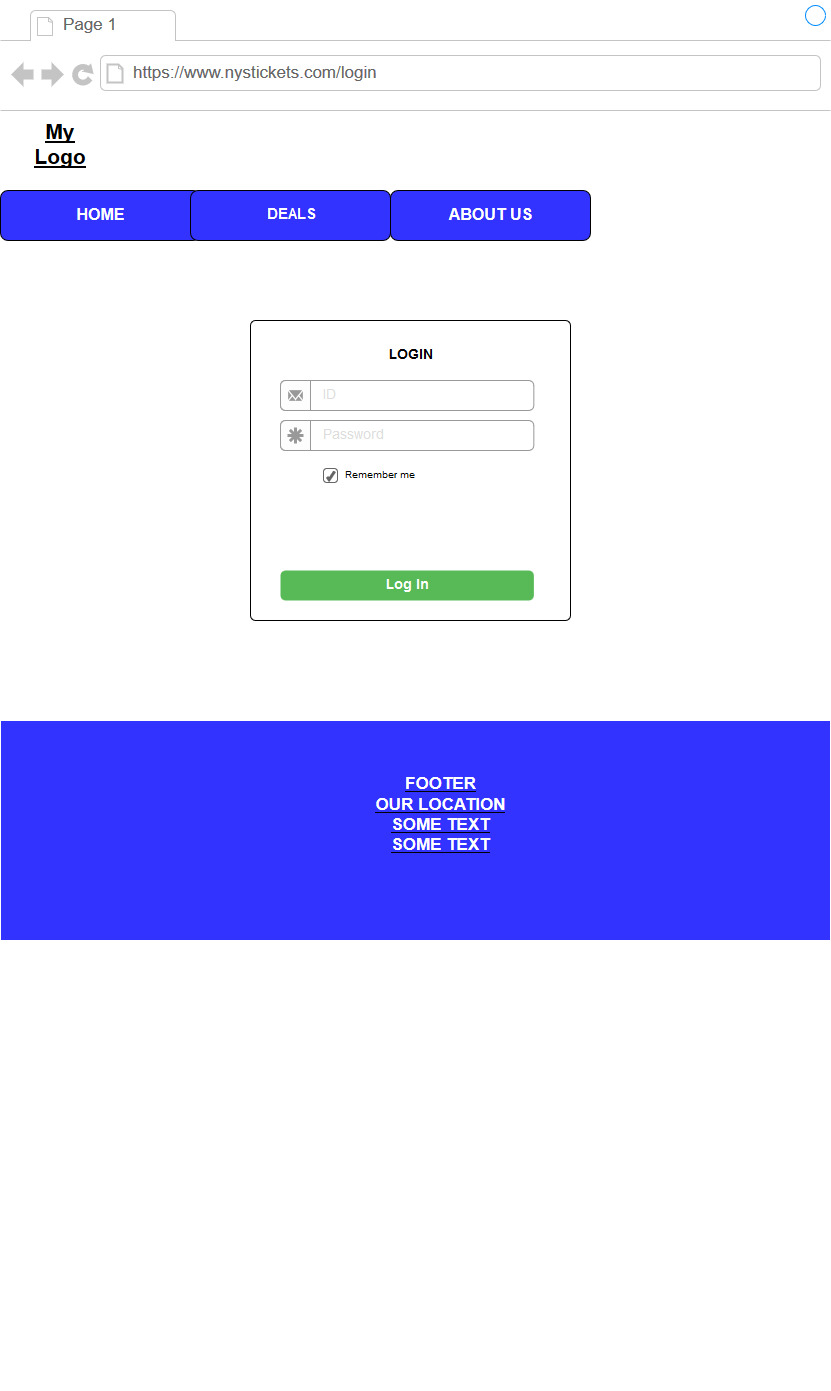 Page 1
https://www.nystickets.com/login
My
Logo
HOME DEALS ABOUT US
LOGIN
ID
Password
Remember me
Log In
FOOTER
OUR LOCATION
SOME TEXT
SOME TEXT